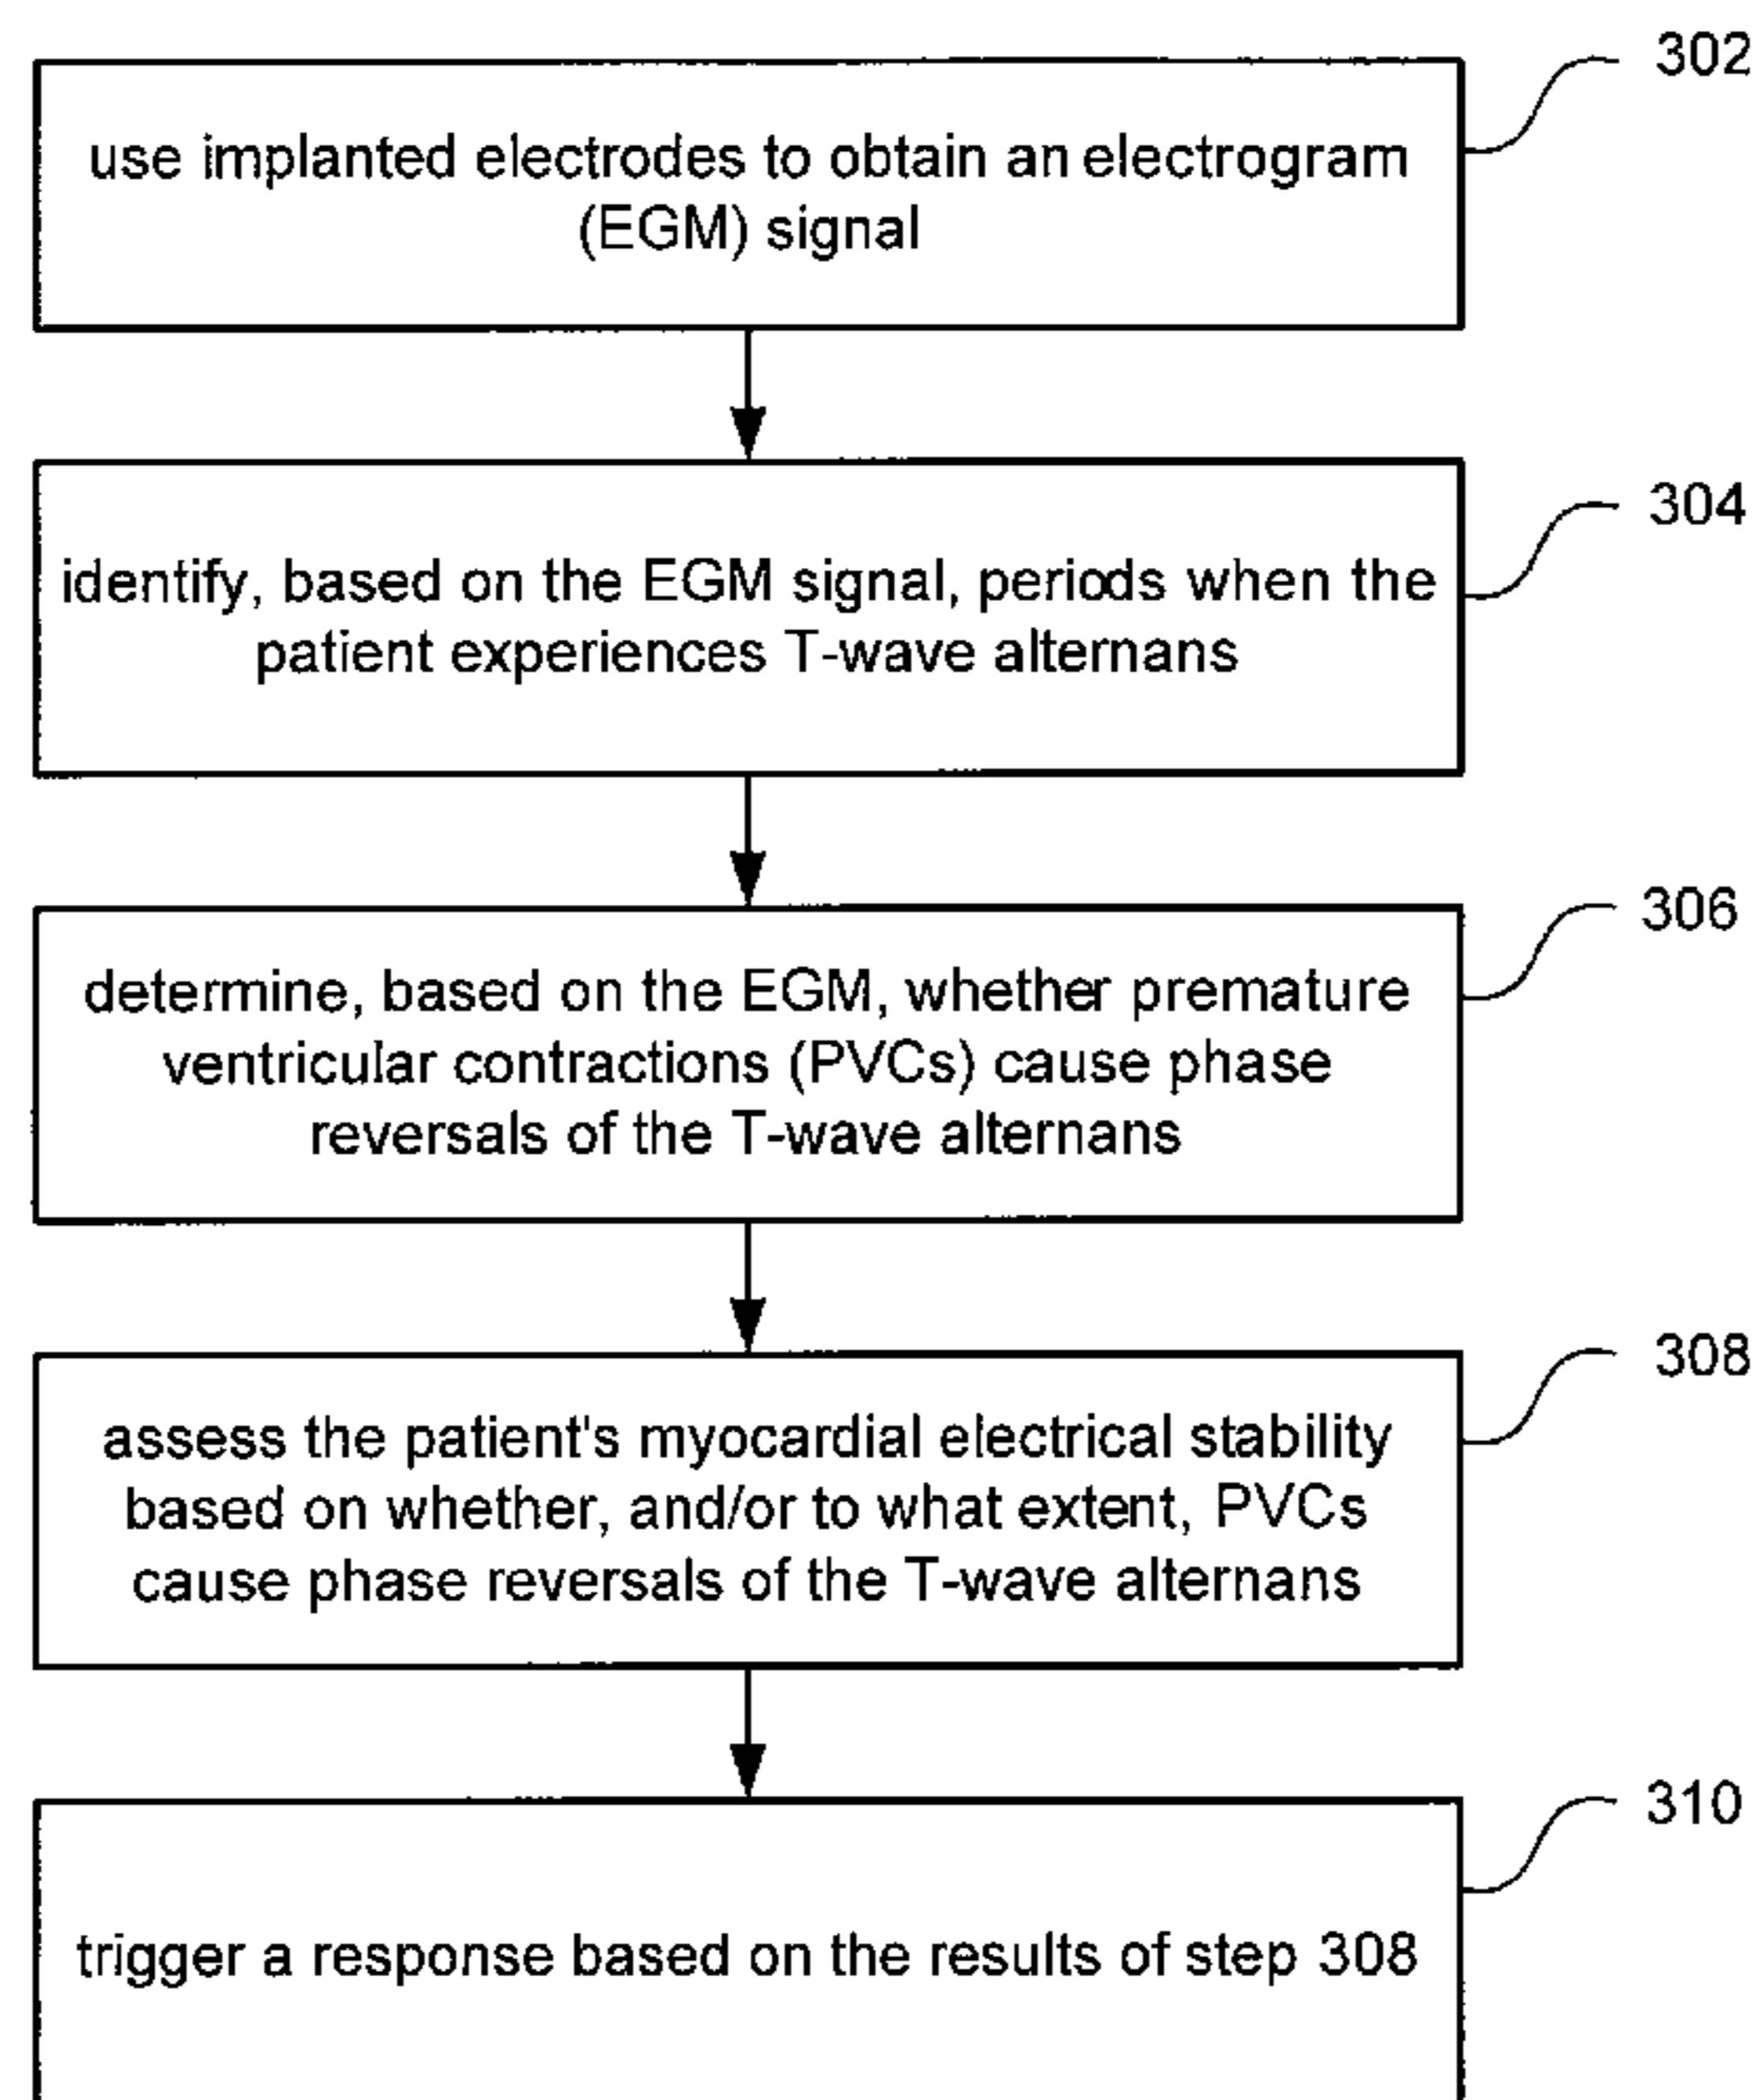 302
use implanted electrodes to obtain an electrogram
(EGM) signal
304
identify, based on the EGM signal, periods when the
patient experiences T-wave alternans
306
determine, based on the EGM, whether premature
ventricular contractions (PVCs) cause phase
reversals of the T-wave alternans
308
assess the patient's myocardial electrical stability
based on whether, and/or to what extent, PVCs
cause phase reversals of the T-wave alternans
310
trigger a response based on the results of step 308